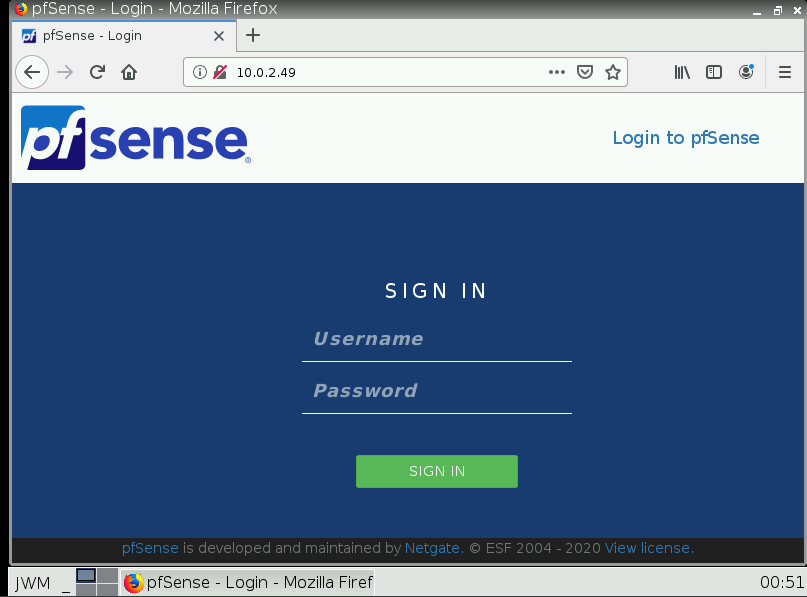 pfSense - Login - Mozilla Firefox
pfSense - Login
10.0.2.49
pfsense®
Login to pfSense
SIGN IN
Username
Password
SIGN IN
pfSense is developed and maintained by Netgate. © ESF 2004 - 2020 View license.
JWM _ pfSense - Login - Mozilla Firef 00:51